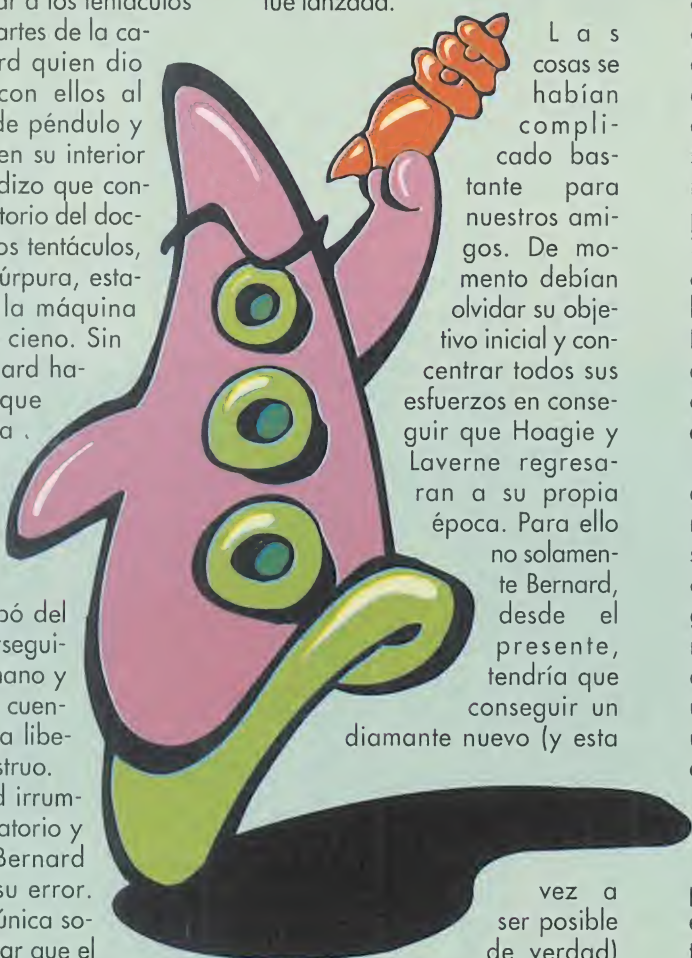 ar a los tentáculos
artes de la ca-
rd quien dio
con ellos al
de péndulo y
en su interior
dizo que con-
torio del doc-
os tentáculos,
úrpura, esta-
la máquina
cieno. Sin
ard ha-
que
a .
pó del
rsegui-
nano y
cuen-
a libe-
struo.
d irrum-
atorio y
Bernard
su error.
única so-
ar que el
fue lanzada.
Las
cosas se
habían
compli-
cado bas-
tante para
nuestros ami-
gos. De mo-
mento debían
olvidar su obje-
tivo inicial y con-
centrar todos sus
esfuerzos en conse-
guir que Hoagie y
Laverne regresa-
ran a su propia
época. Para ello
no solamen-
te Bernard,
desde el
presente,
tendría que
conseguir un
diamante nuevo (y esta
vez a
ser posible
de verdad)